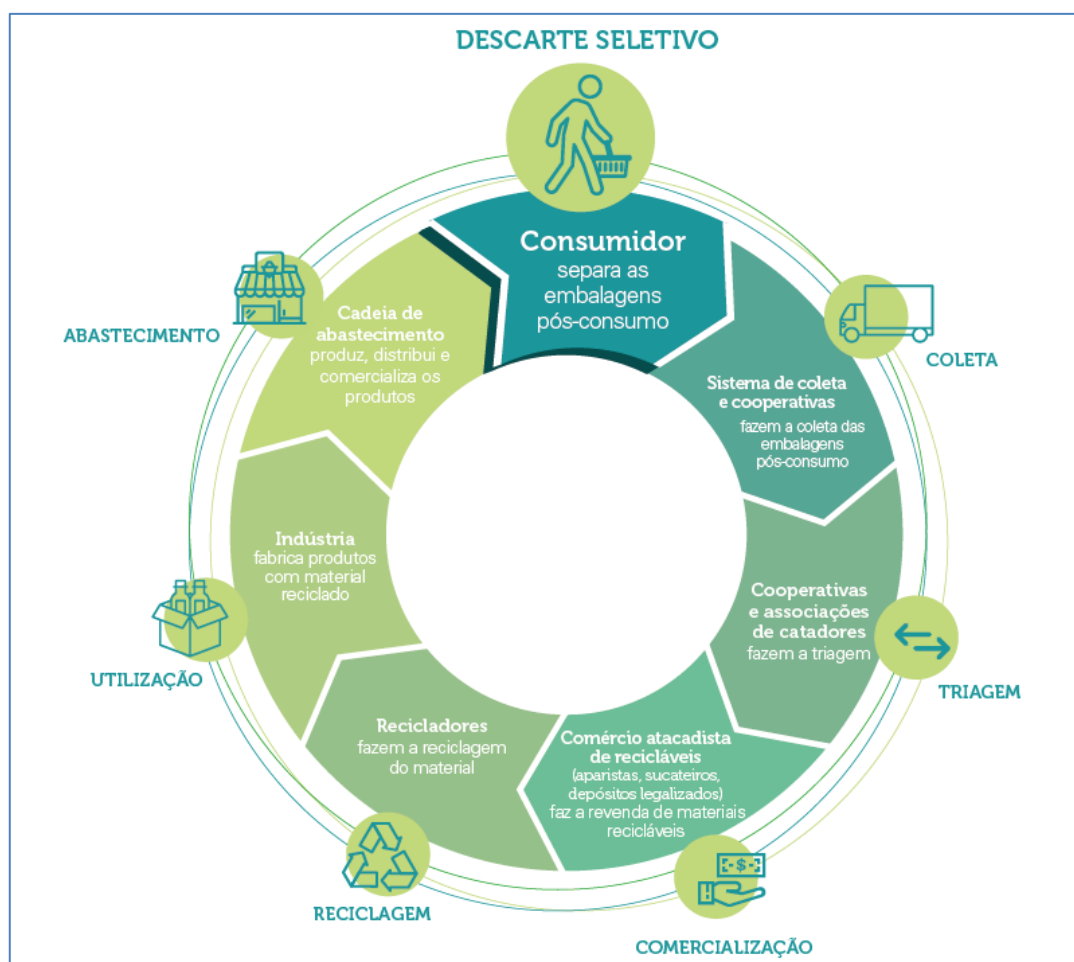 DESCARTE SELETIVO
Consumidor
separa as
embalagens
pós-consumo
COLETA
Sistema de coleta
e cooperativas
fazem a coleta das
embalagens
pós-consumo
TRIAGEM
Cooperativas
e associações
de catadores
fazem a triagem
COMERCIALIZAÇÃO
Comércio atacadista
de recicláveis
(aparistas, sucateiros,
depósitos legalizados)
faz a revenda de materiais
recicláveis
$
RECICLAGEM
Recicladores
fazem a reciclagem
do material
UTILIZAÇÃO
Indústria
fabrica produtos
com material
reciclado
ABASTECIMENTO
Cadeia de
abastecimento
produz, distribui e
comercializa os
produtos